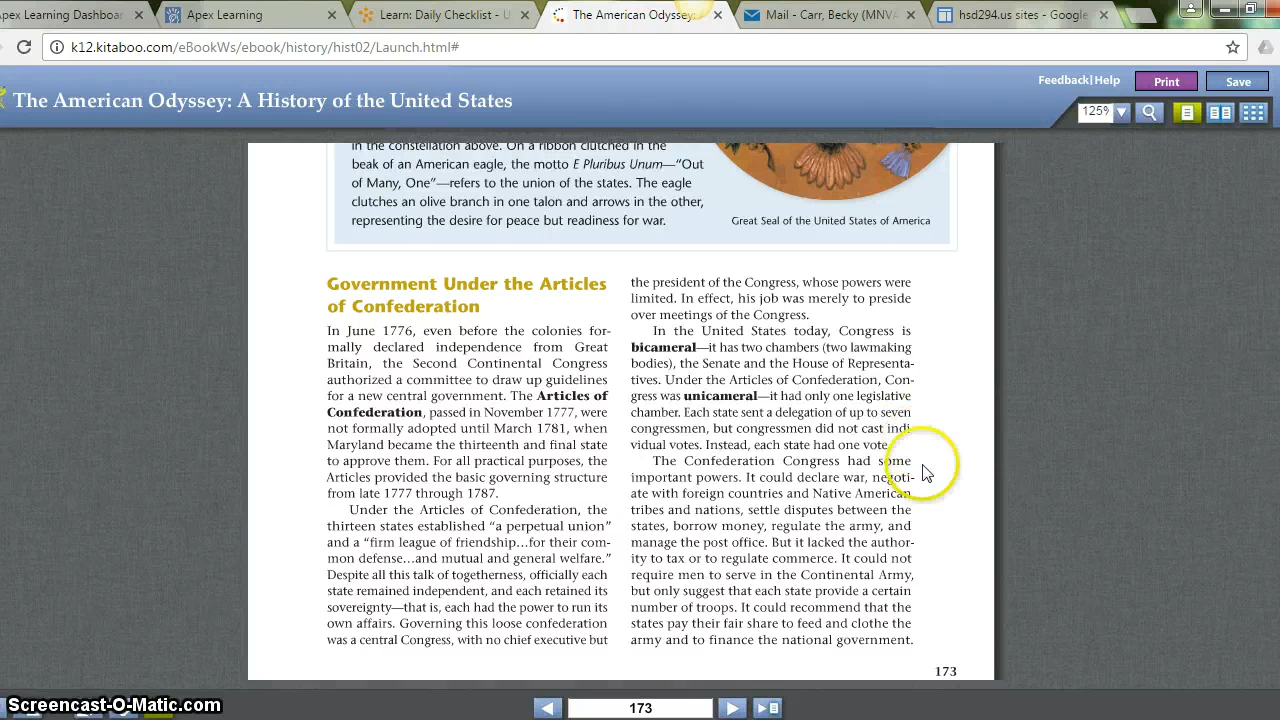 apex Learning Dashboa
Apex Learning
Learn: Daily Checklist - U
The American Odyssey:
Mail - Carr, Becky (MNVA
hsd294.us sites - Google
k12.kitaboo.com/eBookWs/ebook/history/hist02/Launch.html#
Feedback|Help
Print
Save
The American Odyssey: A History of the United States
125%
in the constellation above. On a ribbon clutched in the
beak of an American eagle, the motto E Pluribus Unum—“Out
of Many, One”—refers to the union of the states. The eagle
clutches an olive branch in one talon and arrows in the other,
representing the desire for peace but readiness for war.
Great Seal of the United States of America
Government Under the Articles
of Confederation
In June 1776, even before the colonies for-
mally declared independence from Great
Britain, the Second Continental Congress
authorized a committee to draw up guidelines
for a new central government. The Articles of
Confederation, passed in November 1777, were
not formally adopted until March 1781, when
Maryland became the thirteenth and final state
to approve them. For all practical purposes, the
Articles provided the basic governing structure
from late 1777 through 1787.
Under the Articles of Confederation, the
thirteen states established “a perpetual union”
and a “firm league of friendship…for their com-
mon defense…and mutual and general welfare.”
Despite all this talk of togetherness, officially each
state remained independent, and each retained its
sovereignty—that is, each had the power to run its
own affairs. Governing this loose confederation
was a central Congress, with no chief executive but
the president of the Congress, whose powers were
limited. In effect, his job was merely to preside
over meetings of the Congress.
In the United States today, Congress is
bicameral—it has two chambers (two lawmaking
bodies), the Senate and the House of Representa-
tives. Under the Articles of Confederation, Con-
gress was unicameral—it had only one legislative
chamber. Each state sent a delegation of up to seven
congressmen, but congressmen did not cast indi-
vidual votes. Instead, each state had one vote.
The Confederation Congress had some
important powers. It could declare war, negoti-
ate with foreign countries and Native American
tribes and nations, settle disputes between the
states, borrow money, regulate the army, and
manage the post office. But it lacked the author-
ity to tax or to regulate commerce. It could not
require men to serve in the Continental Army,
but only suggest that each state provide a certain
number of troops. It could recommend that the
states pay their fair share to feed and clothe the
army and to finance the national government.
173
Screencast-O-Matic.com
173